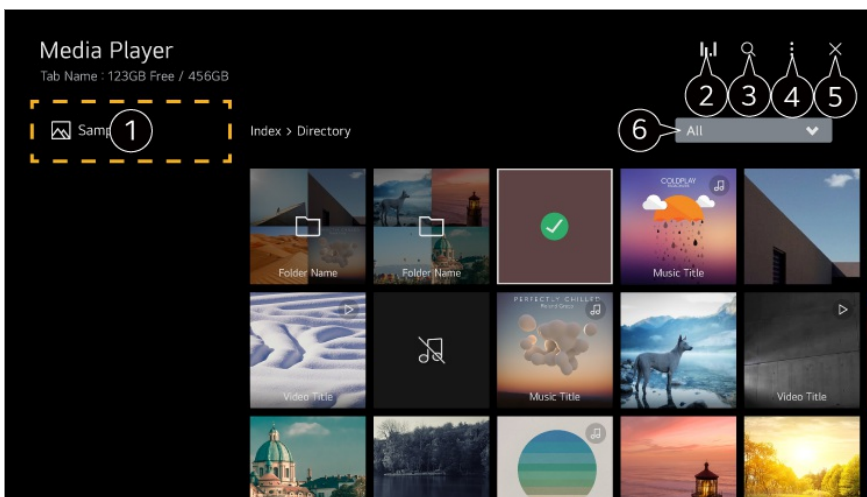 Media Player
Tab Name : 123GB Free / 456GB
2
3
4
5
Samp
1
Index > Directory
6
All
Folder Name
Folder Name
COLDPLAY
Music Title
Video Title
PERFECTLY CHILLED
Music Title
Video Title